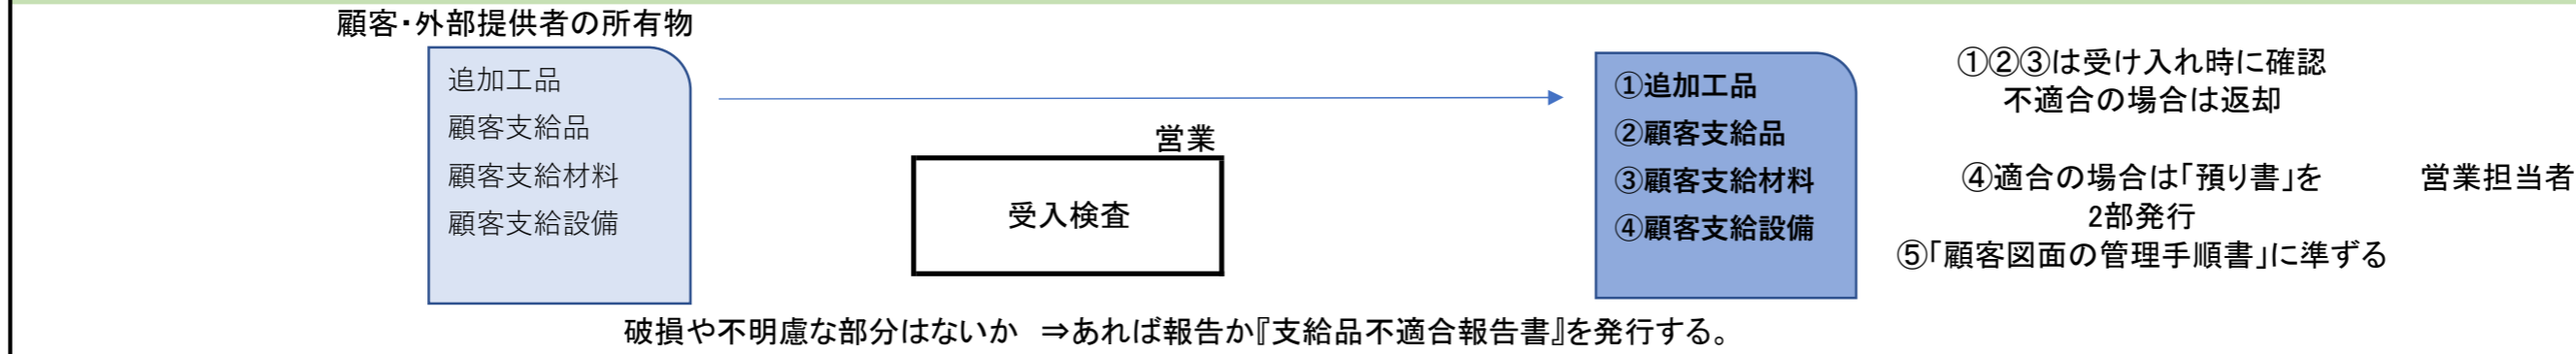 顧客・外部提供者の所有物
追加工品
顧客支給品
顧客支給材料
顧客支給設備
営業
受入検査
①追加工品
②顧客支給品
③顧客支給材料
④顧客支給設備
①②③は受け入れ時に確認
不適合の場合は返却
④適合の場合は「預り書」を
2部発行
⑤「顧客図面の管理手順書」に準ずる
営業担当者
破損や不明慮な部分はないか ⇒あれば報告か『支給品不適合報告書』を発行する。